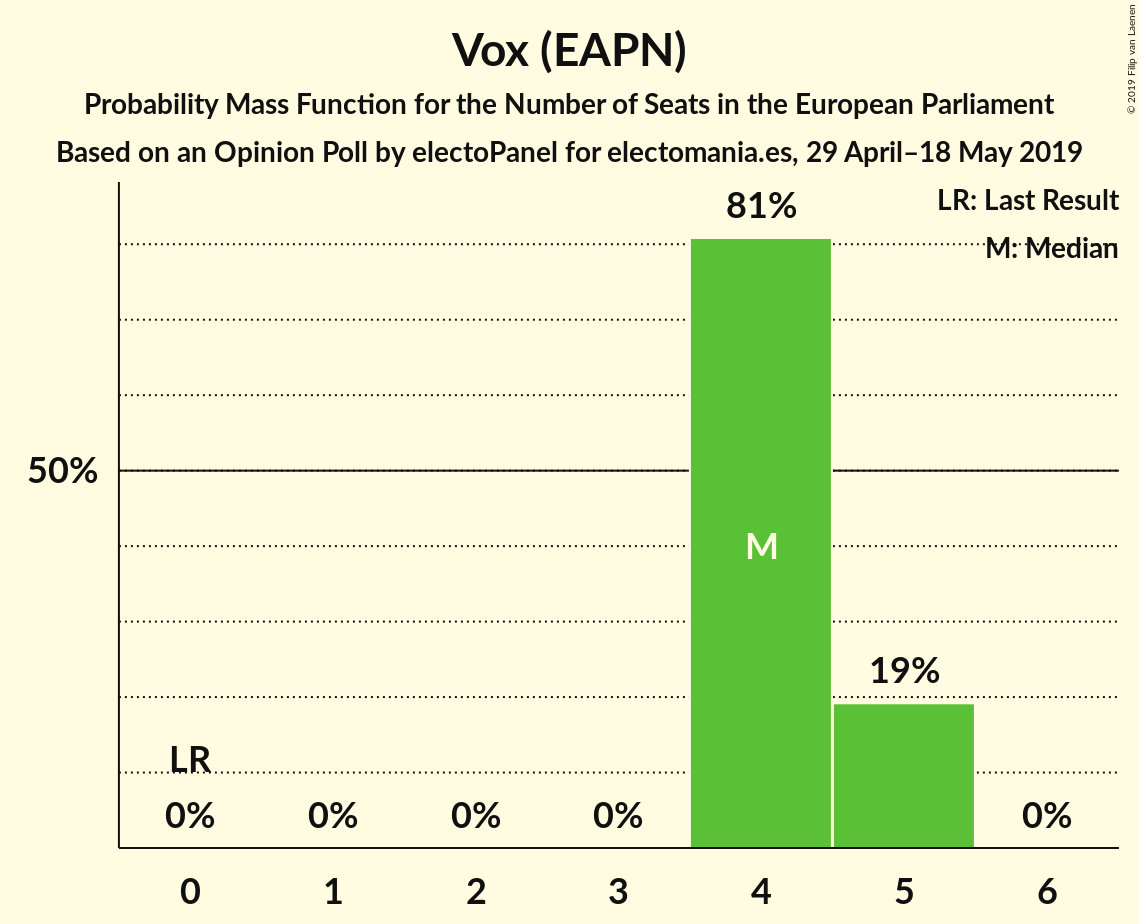 Vox (EAPN)
Probability Mass Function for the Number of Seats in the European Parliament
Based on an Opinion Poll by electoPanel for electomania.es, 29 April–18 May 2019
© 2019 Filip van Laenen
LR: Last Result
M: Median
81%
50%
M
19%
LR
0% 0% 0% 0% 0%
0 1 2 3 4 5 6